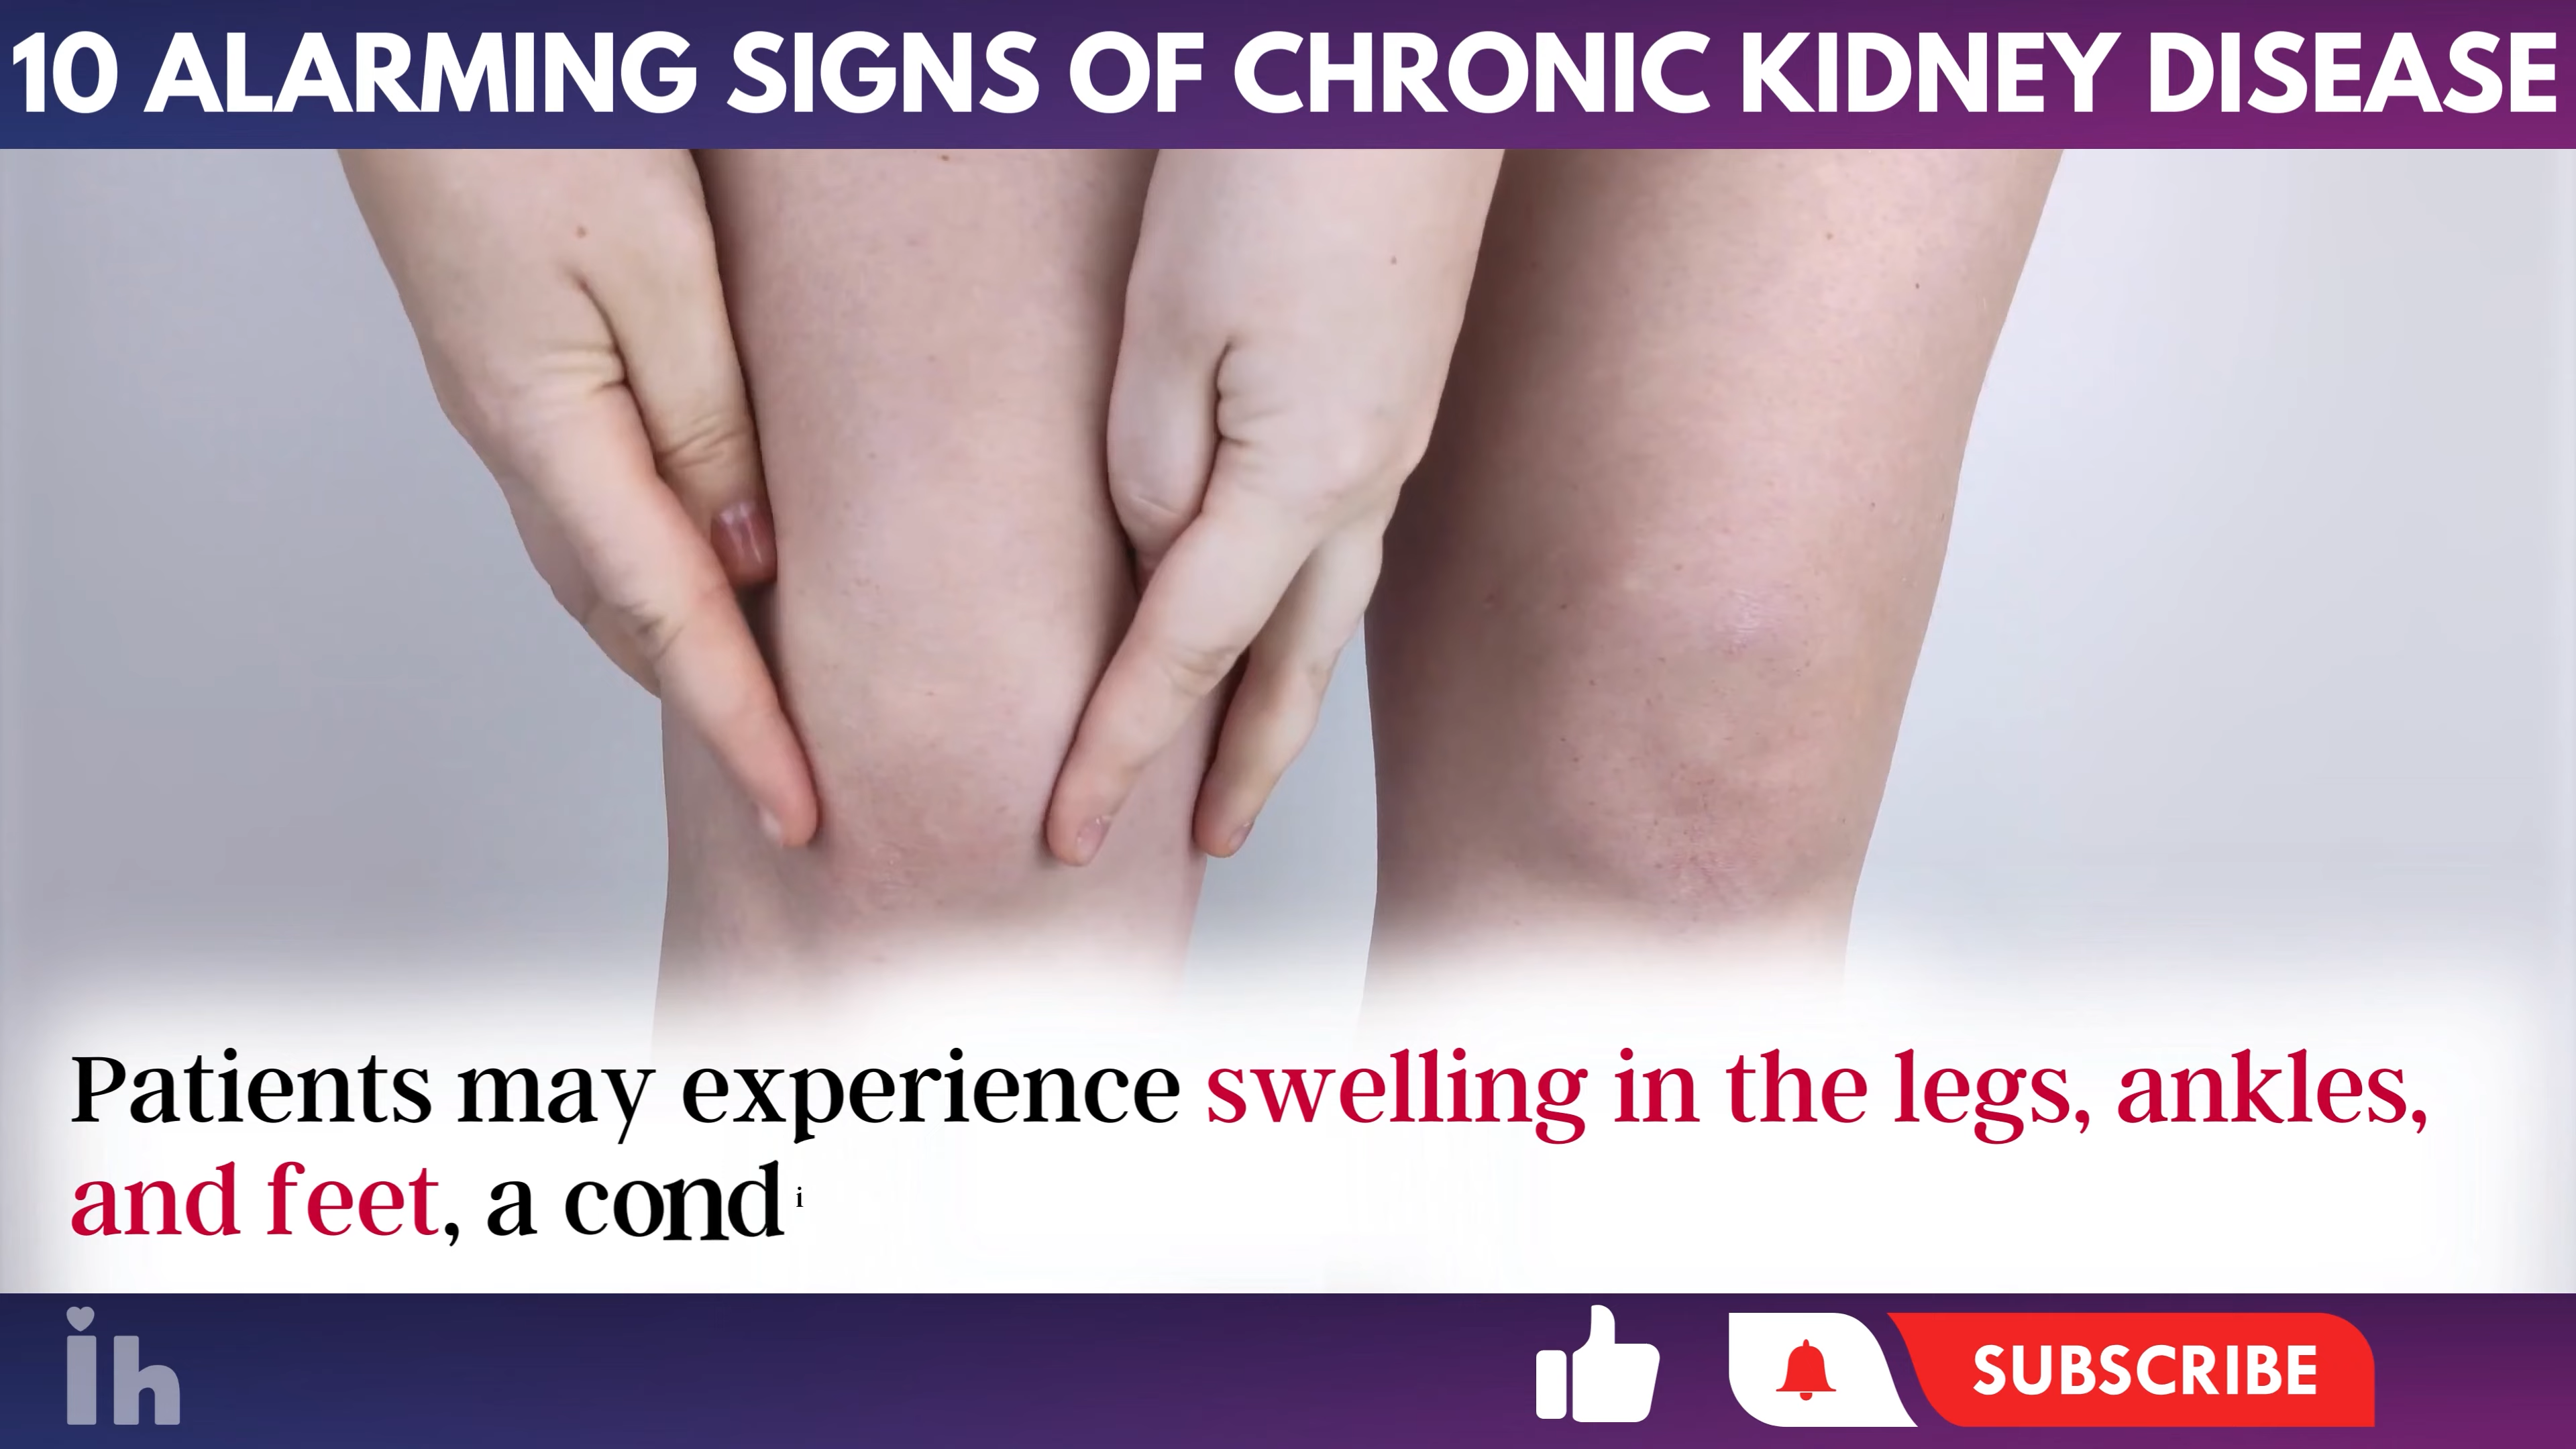 10 ALARMING SIGNS OF CHRONIC KIDNEY DISEASE
Patients may experience swelling in the legs, ankles,
and feet, a condi
ih
SUBSCRIBE